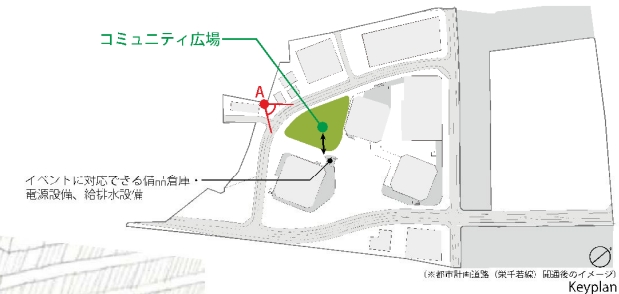 コミュニティ広場
A
イベントに対応できる備品倉庫・
電源設備、給排水設備
(※都市計画道路(栄千若線)開通後のイメージ)
Keyplan